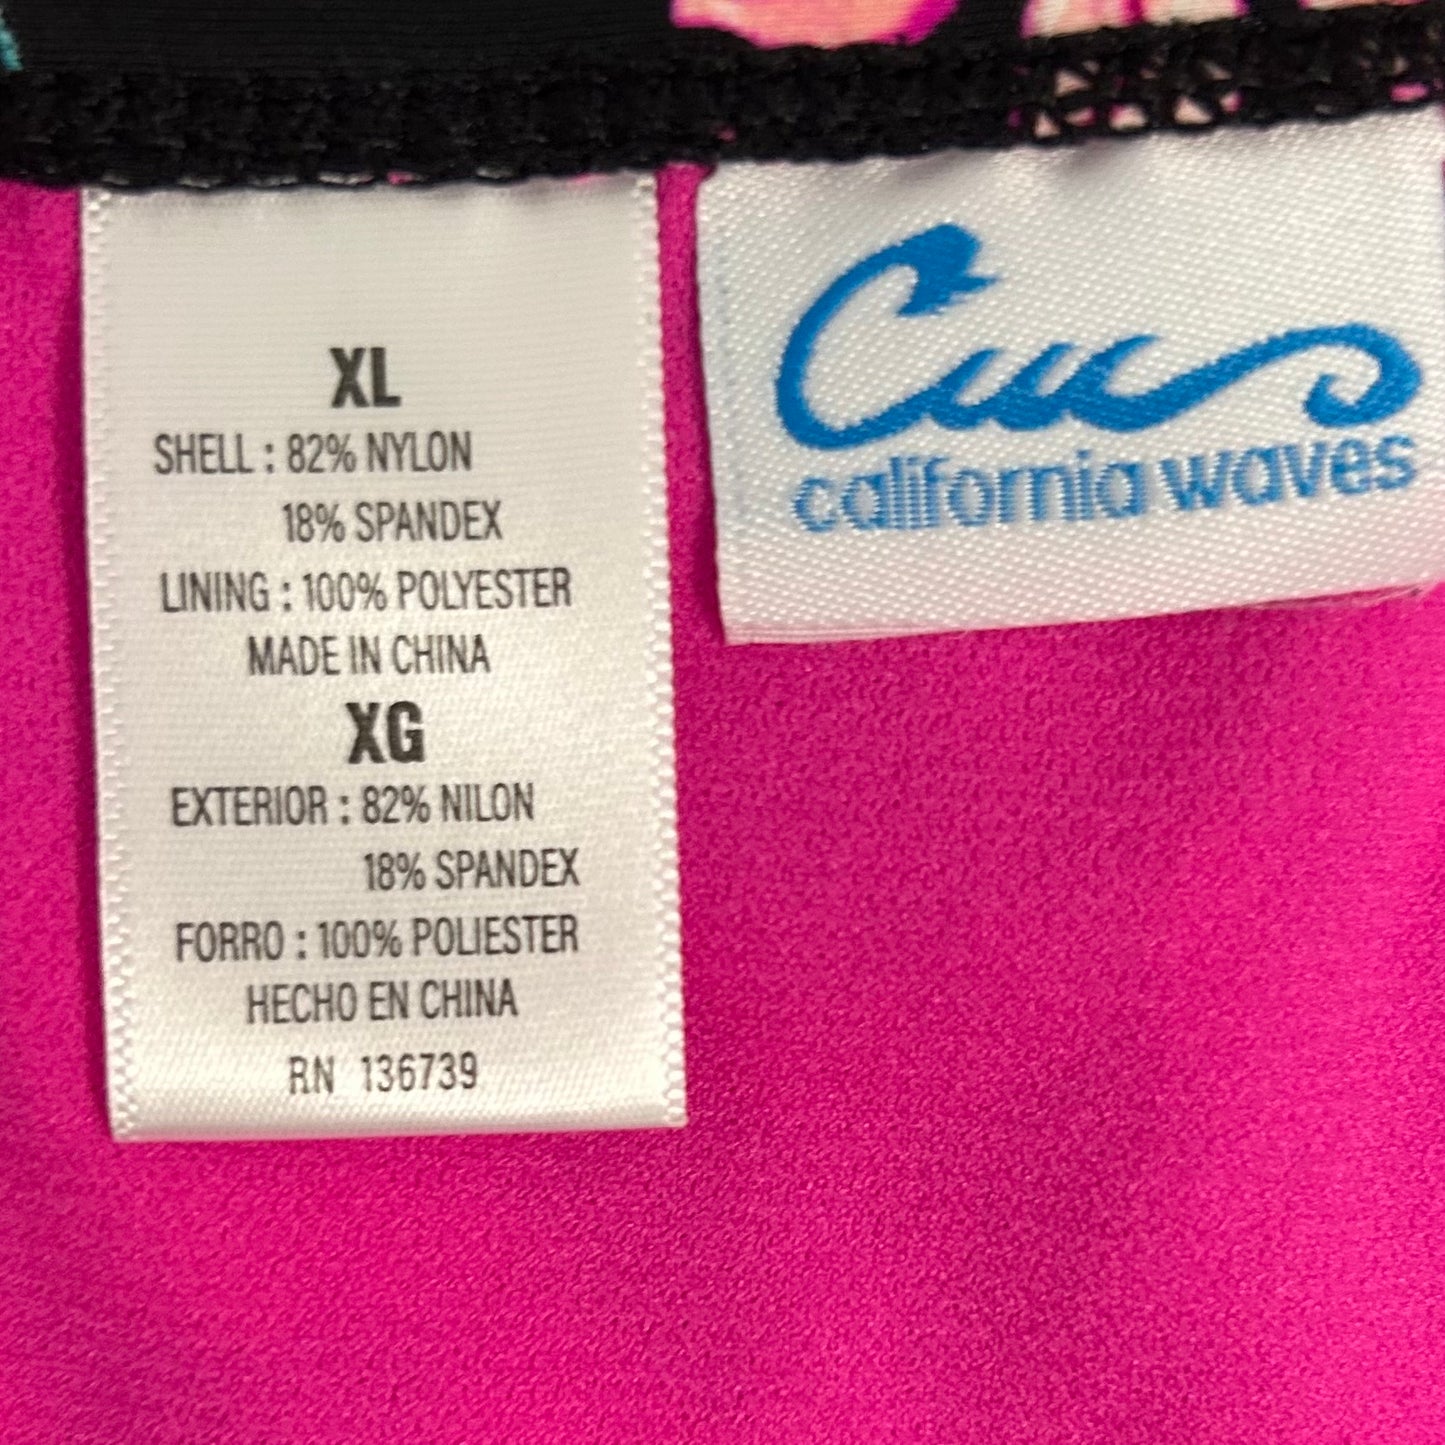 XL
SHELL : 82% NYLON
18% SPANDEX
LINING : 100% POLYESTER
MADE IN CHINA
XG
EXTERIOR : 82% NILON
18% SPANDEX
FORRO : 100% POLIESTER
HECHO EN CHINA
RN 136739
california waves